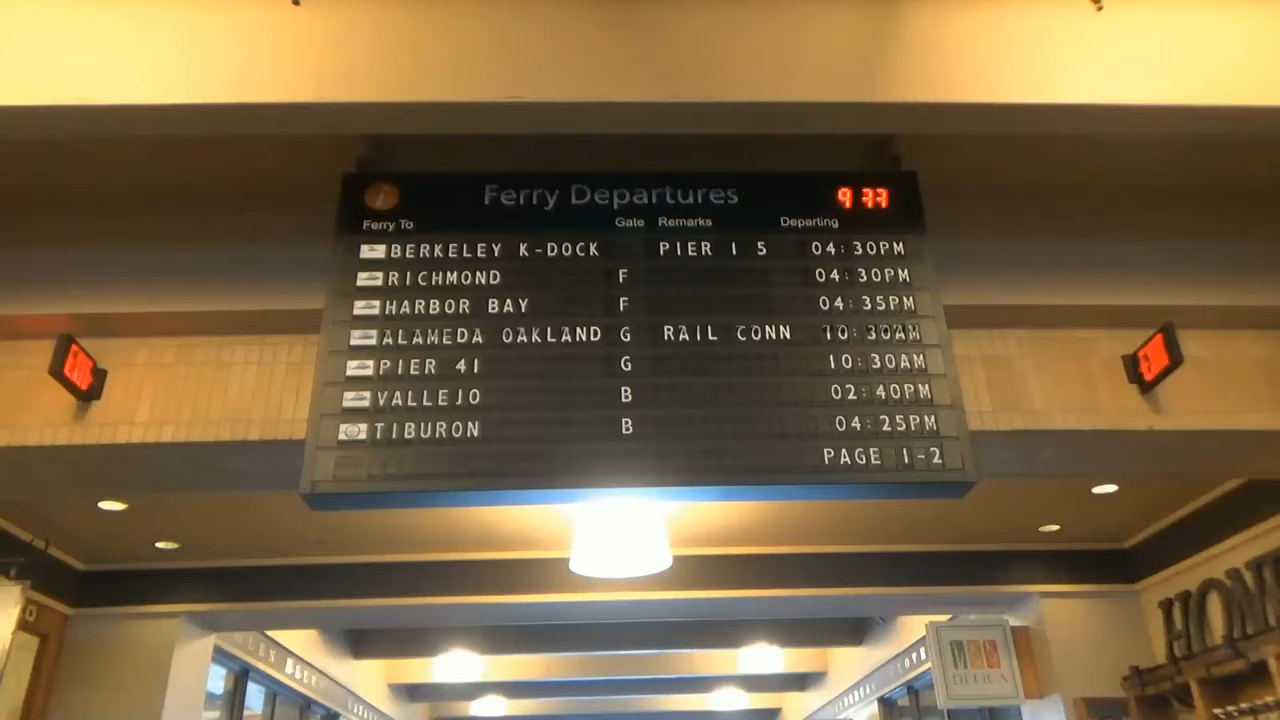 Ferry Departures
Ferry To Gate Remarks Departing
BERKELEY K-DOCK PIER 1 5 04:30PM
RICHMOND F 04:30PM
HARBOR BAY F 04:35PM
ALAMEDA OAKLAND G RAIL CONN 10:30AM
PIER 41 G 10:30AM
VALLEJO B 02:40PM
TIBURON B 04:25PM
PAGE 1-2
DELICA